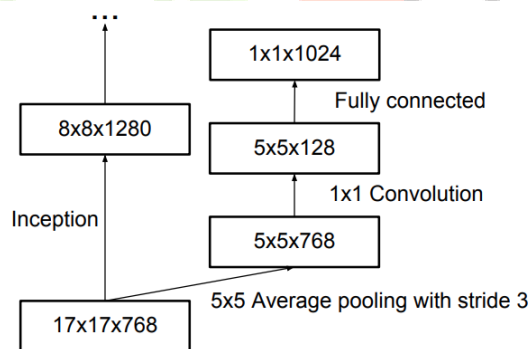 ...
1x1x1024
Fully connected
8x8x1280
5x5x128
1x1 Convolution
Inception
5x5x768
5x5 Average pooling with stride 3
17x17x768